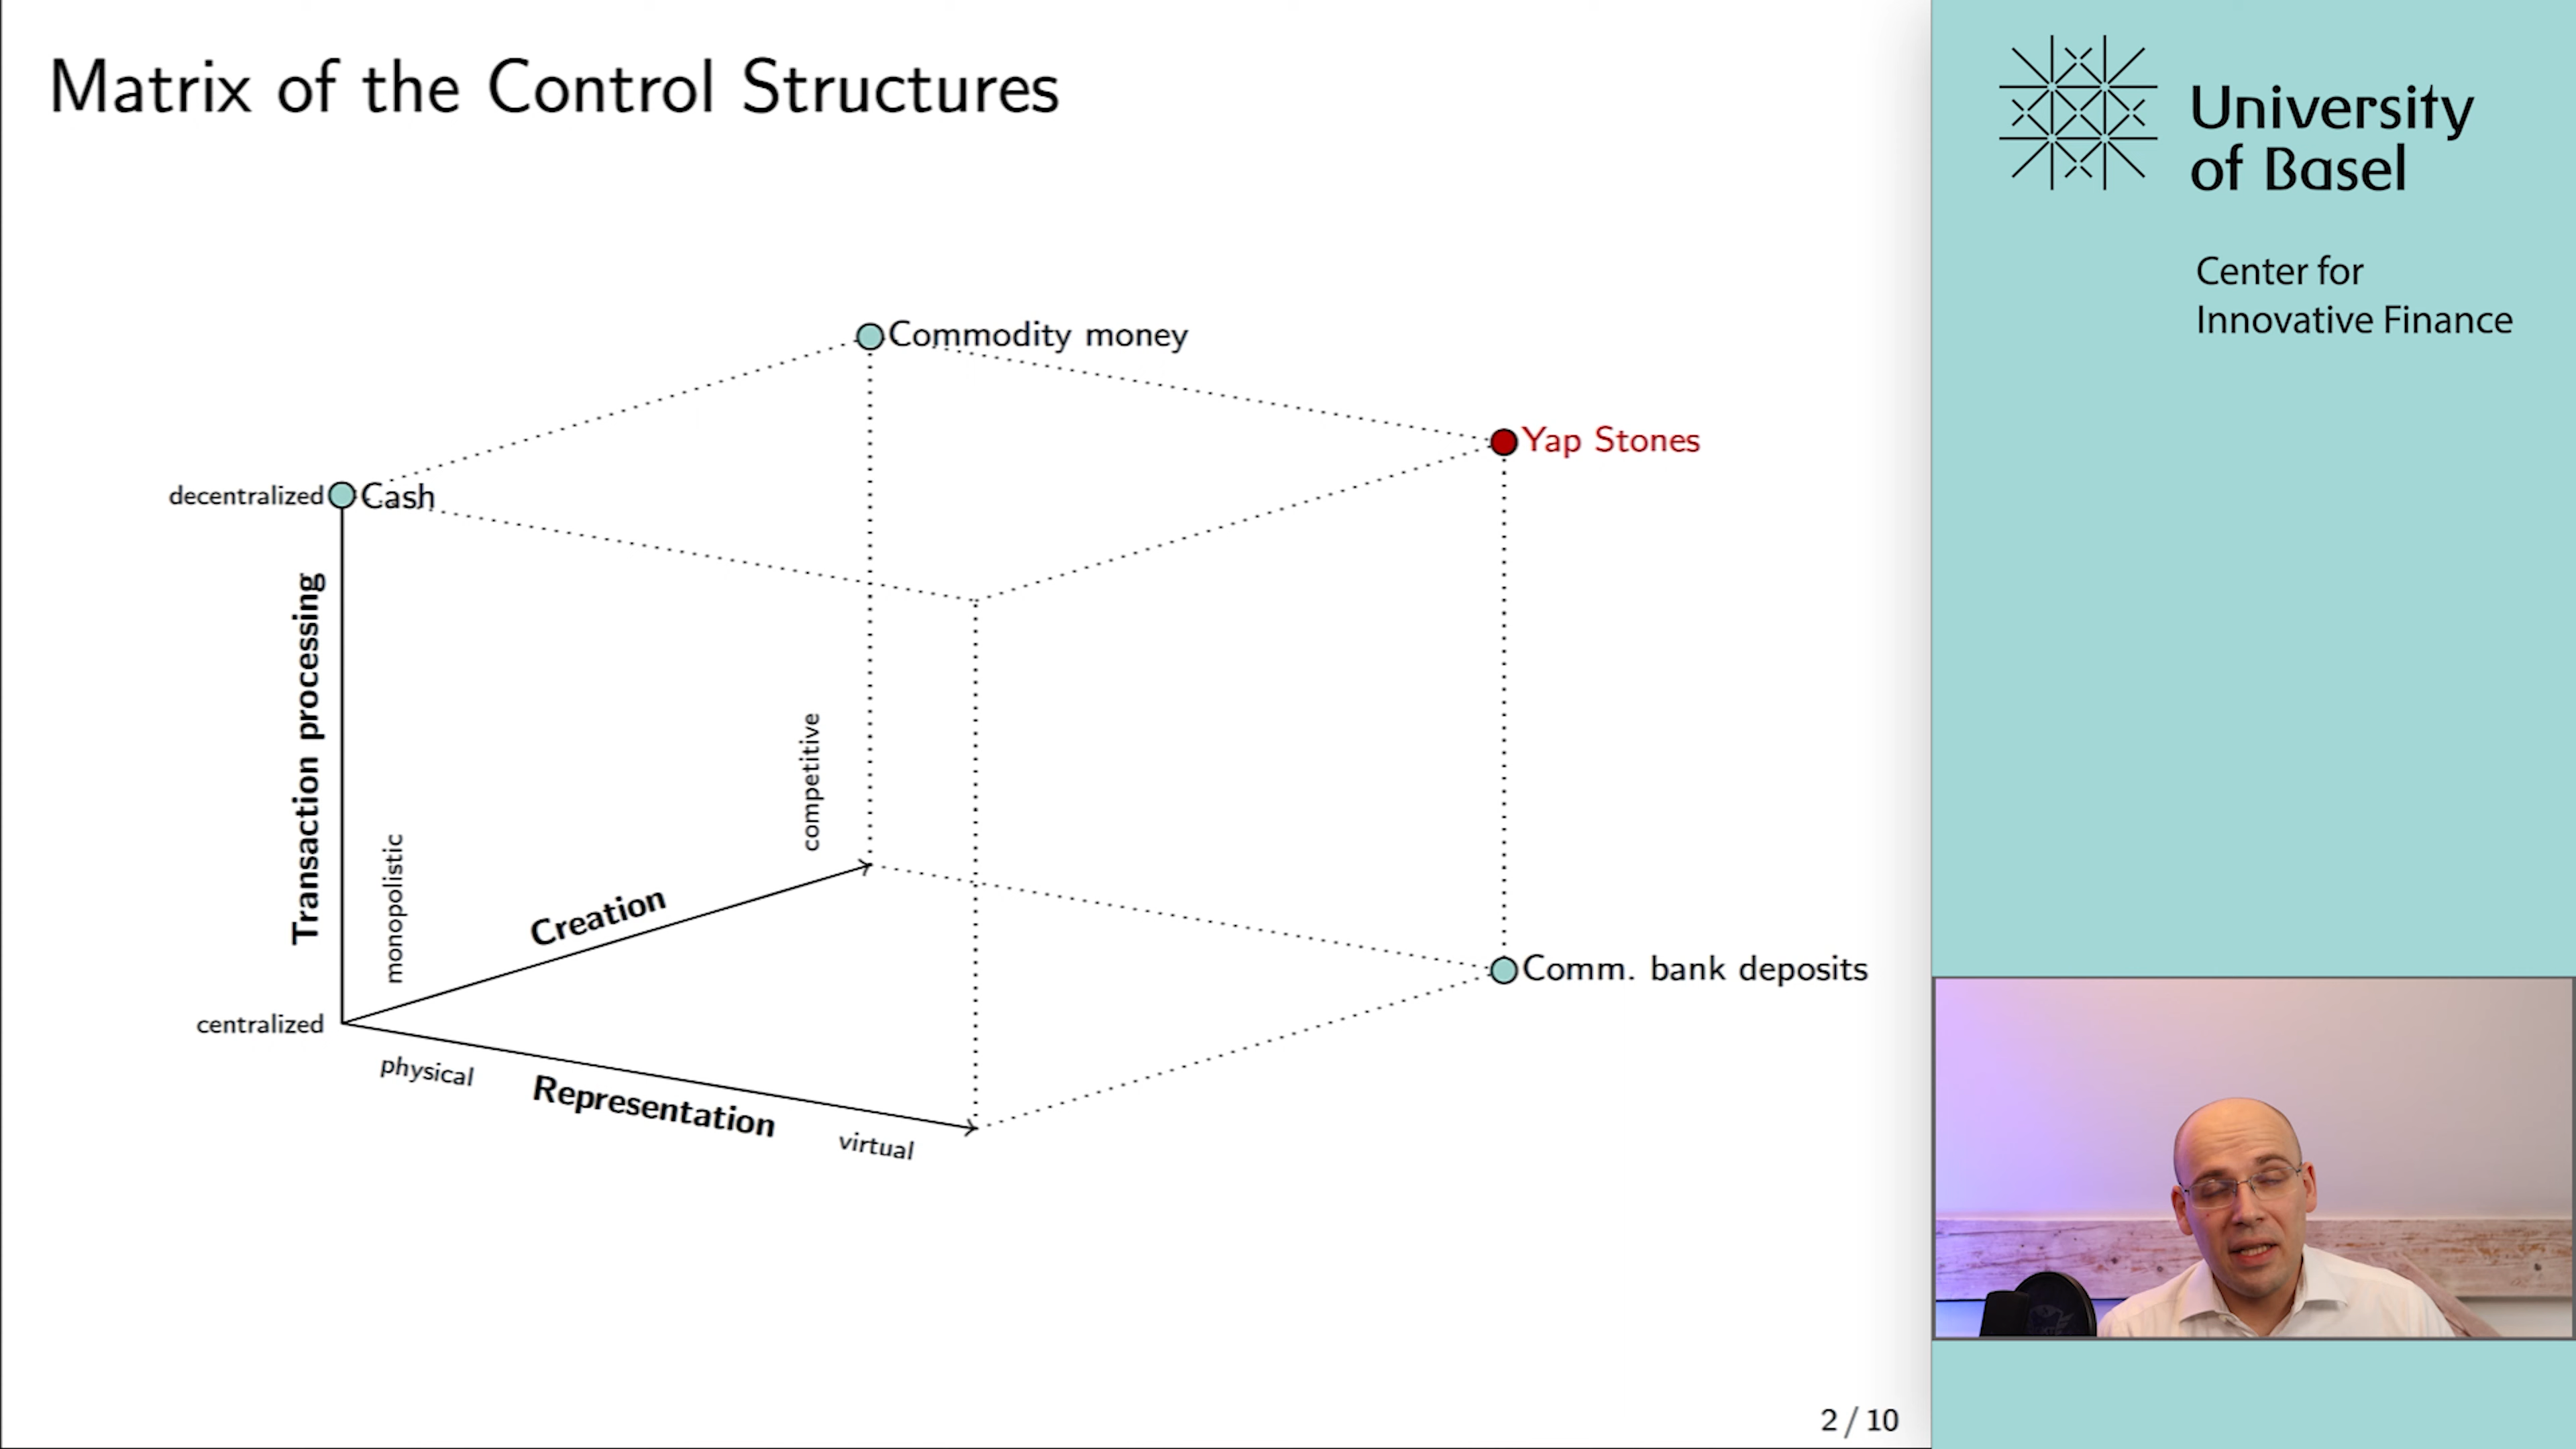 Matrix of the Control Structures
University
of Basel
Center for
Innovative Finance
Commodity money
Yap Stones
decentralized
Cash
Transaction processing
competitive
monopolistic
Creation
Comm. bank deposits
centralized
physical
Representation
virtual
2 / 10